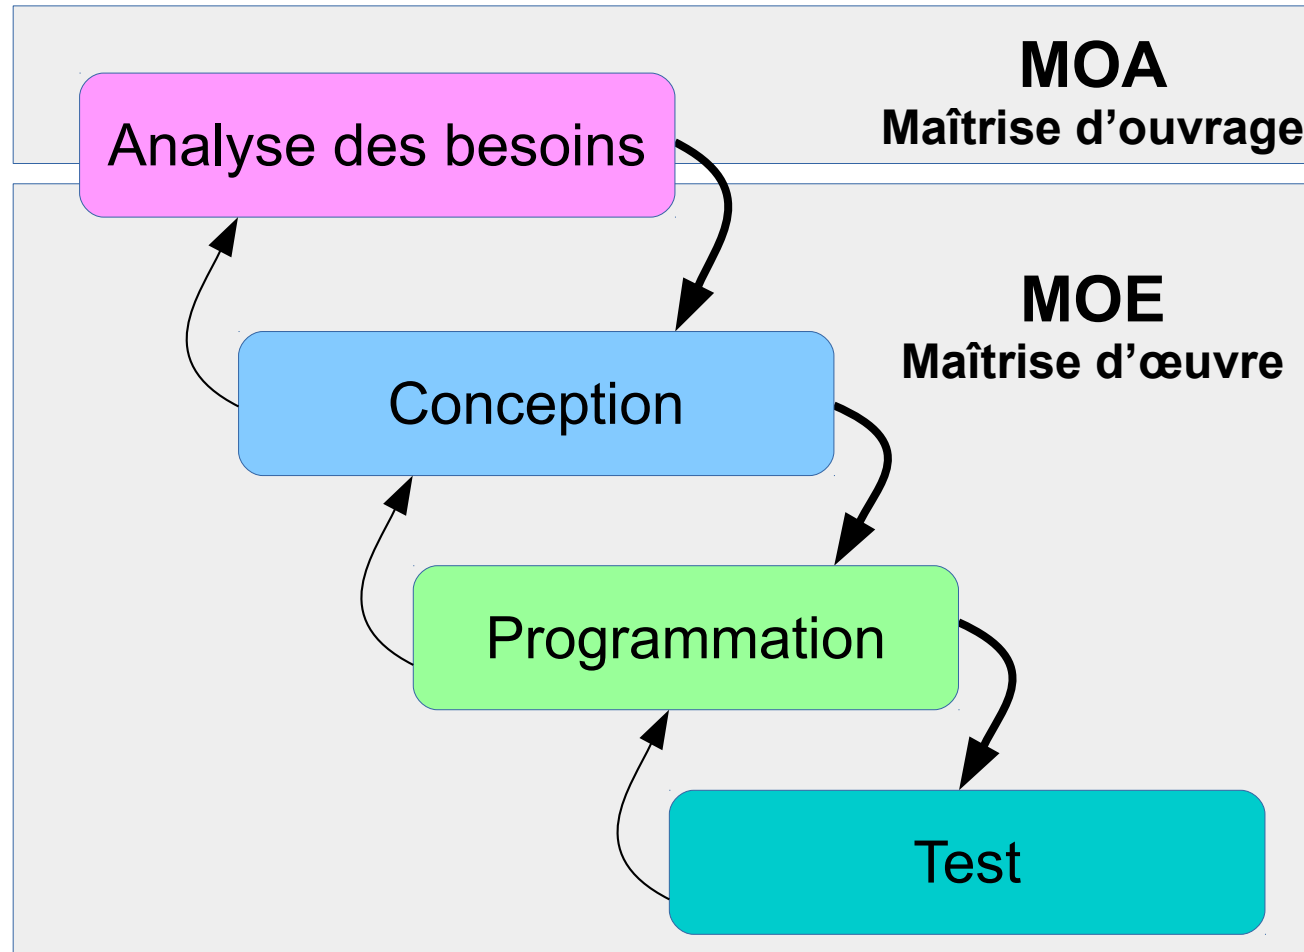 MOA
Maîtrise d’ouvrage
Analyse des besoins
MOE
Maîtrise d’œuvre
Conception
Programmation
Test